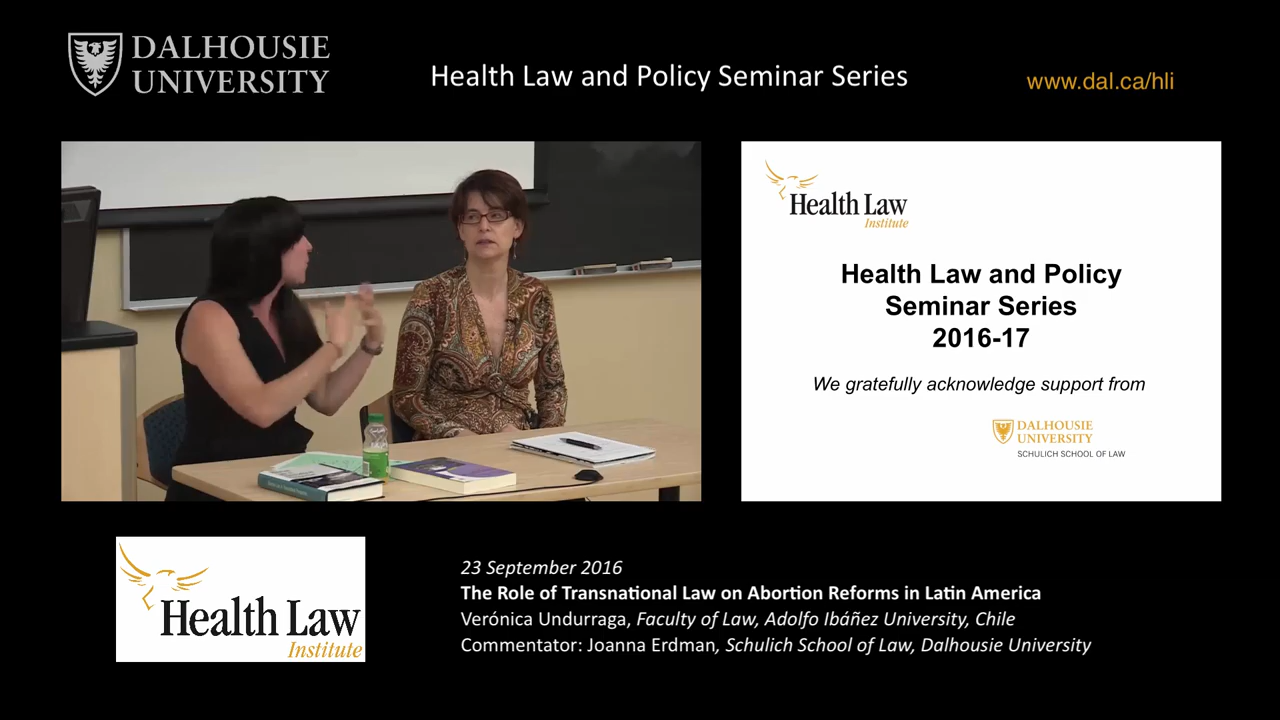 DALHOUSIE
UNIVERSITY
Health Law and Policy Seminar Series
www.dal.ca/hli
Health Law
Institute
Health Law and Policy
Seminar Series
2016-17
We gratefully acknowledge support from
DALHOUSIE
UNIVERSITY
SCHULICH SCHOOL OF LAW
Health Law
Institute
23 September 2016
The Role of Transnational Law on Abortion Reforms in Latin America
Verónica Undurraga, Faculty of Law, Adolfo Ibáñez University, Chile
Commentator: Joanna Erdman, Schulich School of Law, Dalhousie University